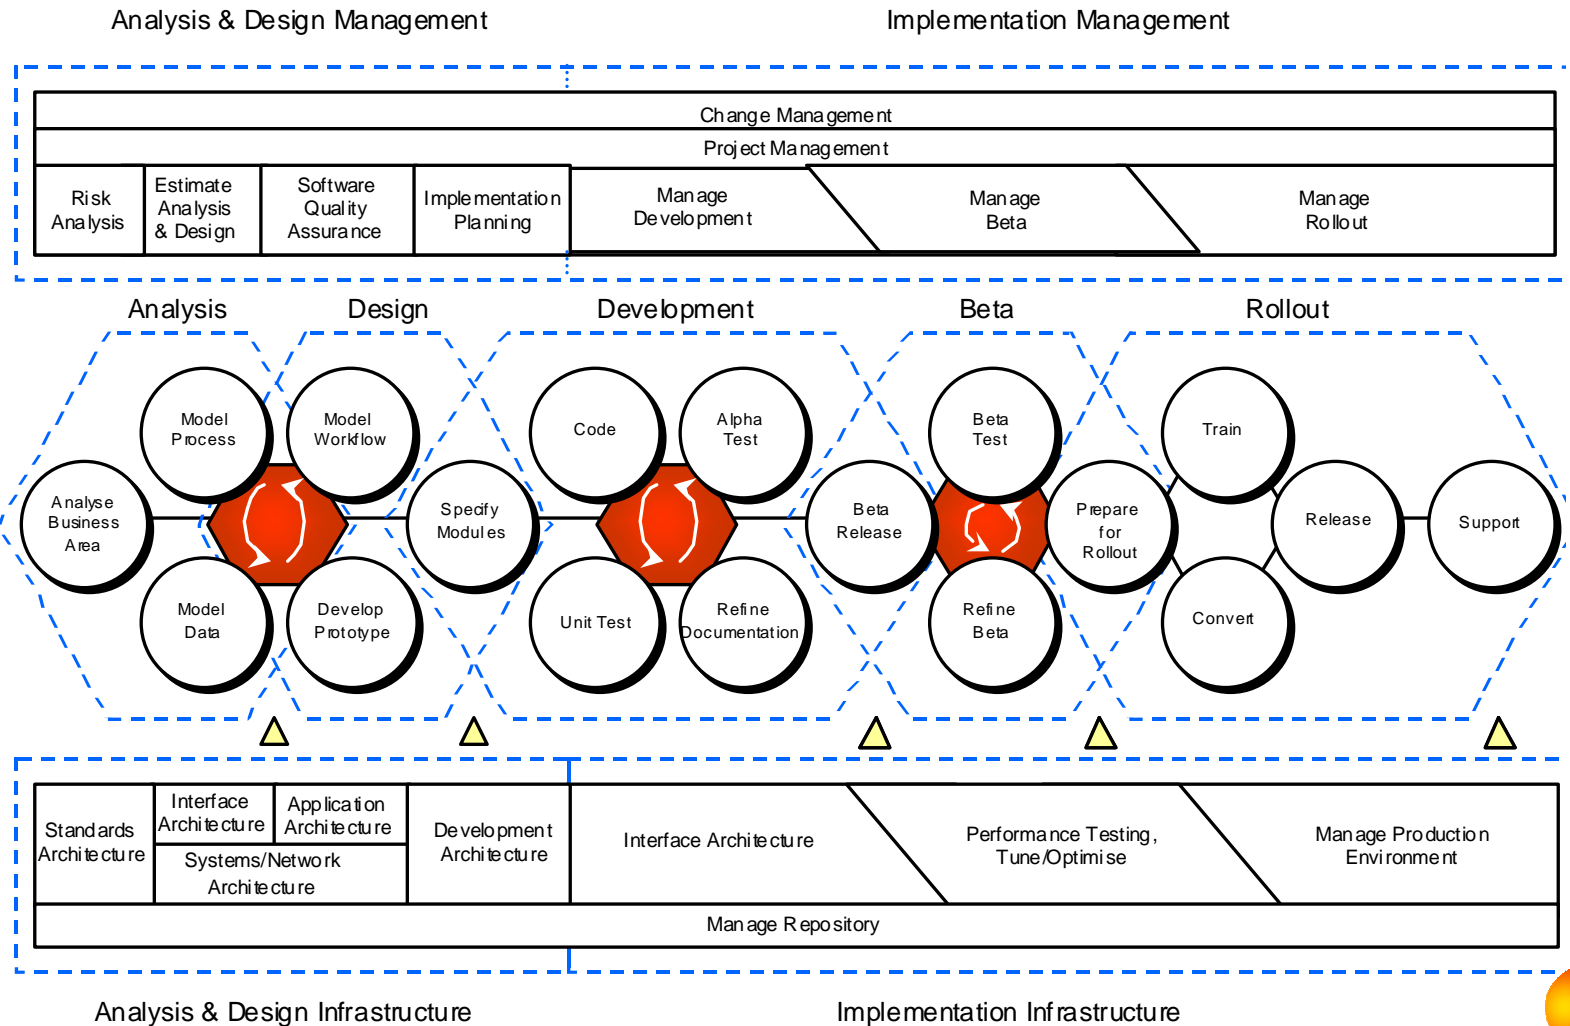 Analysis & Design Management
Implementation Management
Change Management
Project Management
Risk
Analysis
Estimate
Analysis
& Design
Software
Quality
Assurance
Implementation
Planning
Manage
Development
Manage
Beta
Manage
Rollout
Analysis
Design
Development
Beta
Rollout
Analyse
Business
Area
Model
Process
Model
Data
Model
Workflow
Develop
Prototype
Specify
Modules
Code
Unit Test
Alpha
Test
Refine
Documentation
Beta
Release
Beta
Test
Refine
Beta
Prepare
for
Rollout
Train
Convert
Release
Support
Standards
Architecture
Interface
Architecture
Application
Architecture
Systems/Network
Architecture
Development
Architecture
Interface Architecture
Performance Testing,
Tune/Optimise
Manage Production
Environment
Manage Repository
Analysis & Design Infrastructure
Implementation Infrastructure